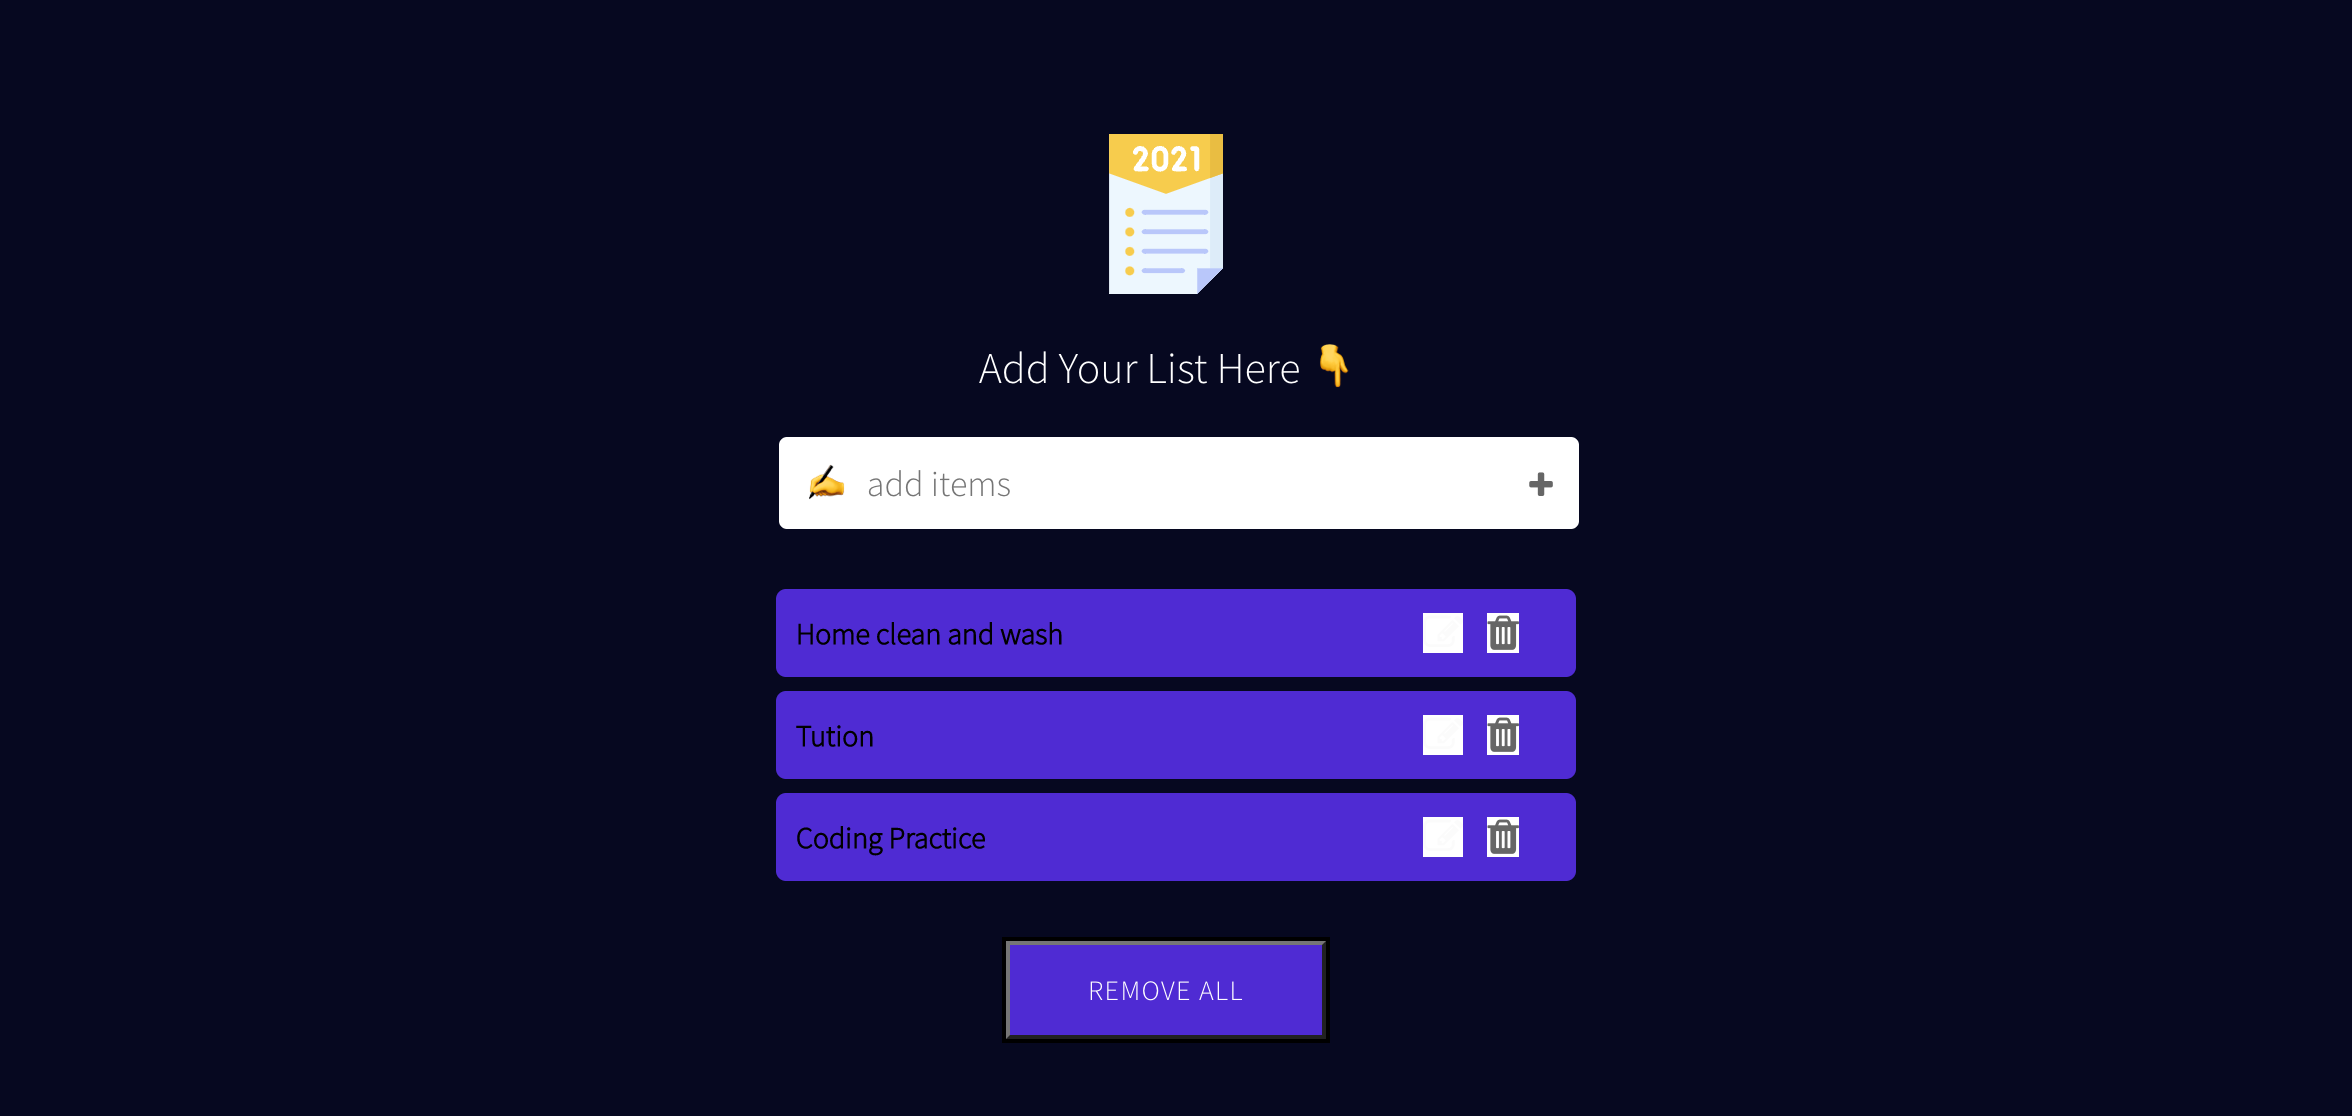 2021
Add Your List Here 👇
✍️ add items
Home clean and wash
Tution
Coding Practice
REMOVE ALL